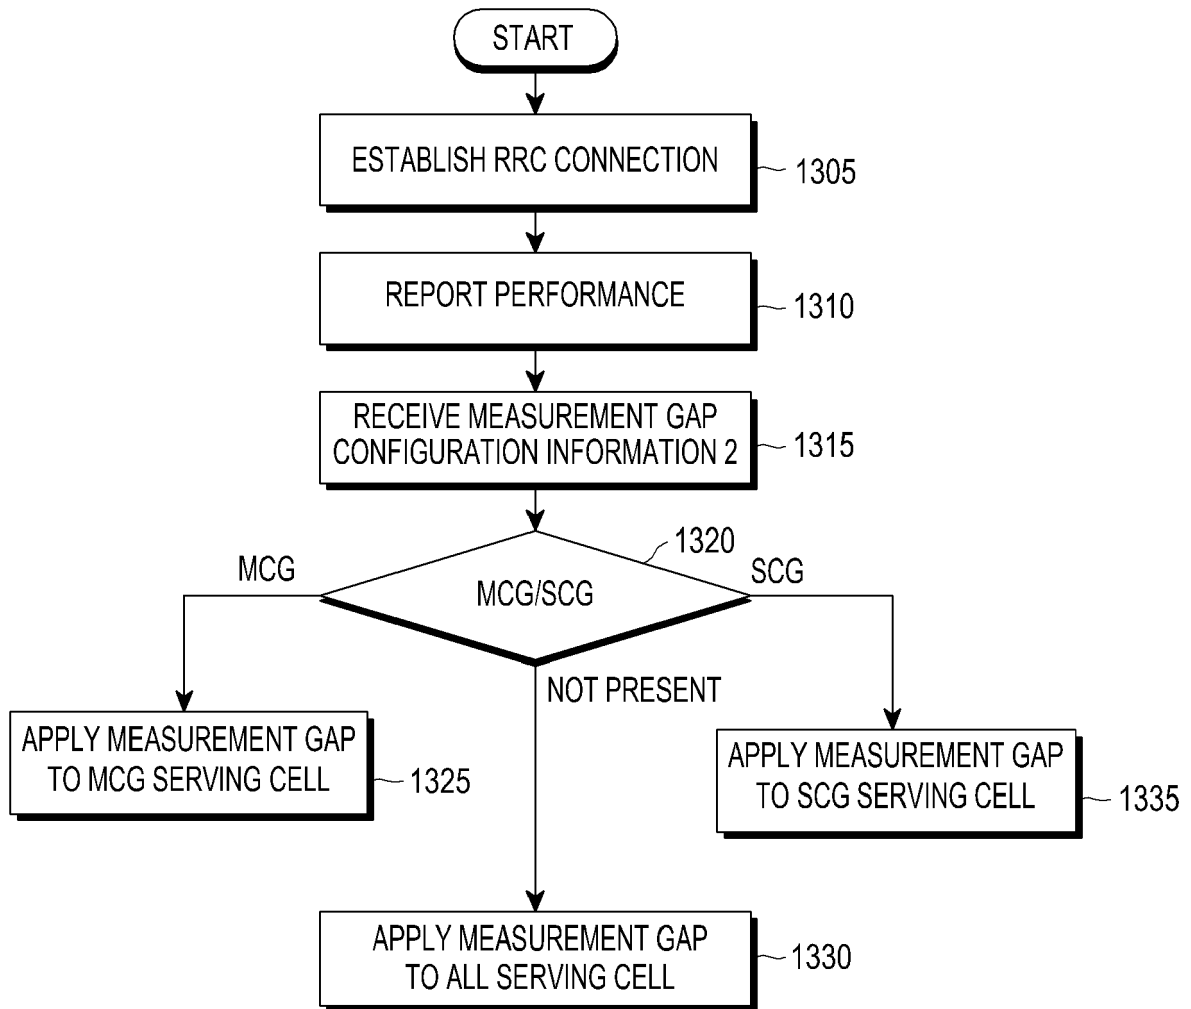 START
ESTABLISH RRC CONNECTION
1305
REPORT PERFORMANCE
1310
RECEIVE MEASUREMENT GAP
CONFIGURATION INFORMATION 2
1315
1320
MCG
MCG/SCG
SCG
NOT PRESENT
APPLY MEASUREMENT GAP
TO MCG SERVING CELL
1325
APPLY MEASUREMENT GAP
TO SCG SERVING CELL
1335
APPLY MEASUREMENT GAP
TO ALL SERVING CELL
1330